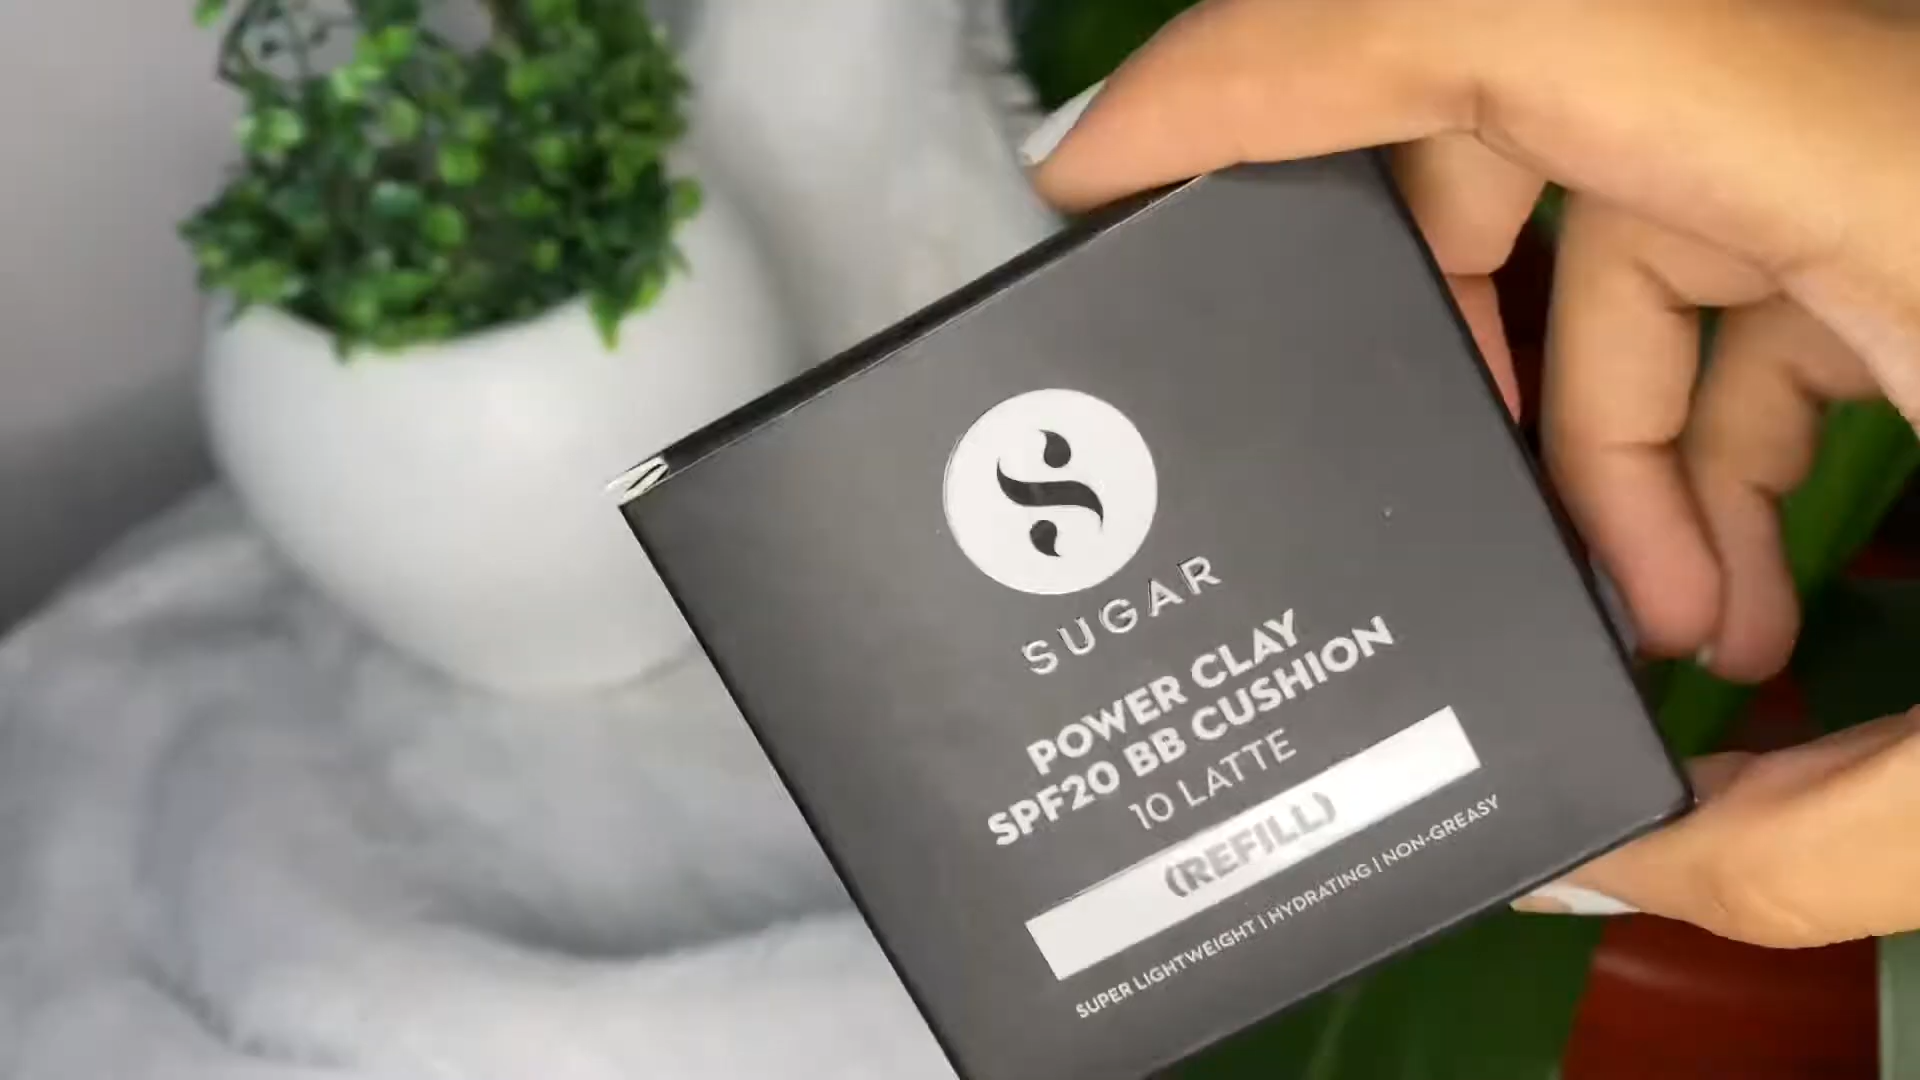 SUGAR
POWER CLAY
SPF20 BB CUSHION
10 LATTE
(REFILL)
SUPER LIGHTWEIGHT | HYDRATING | NON-GREASY